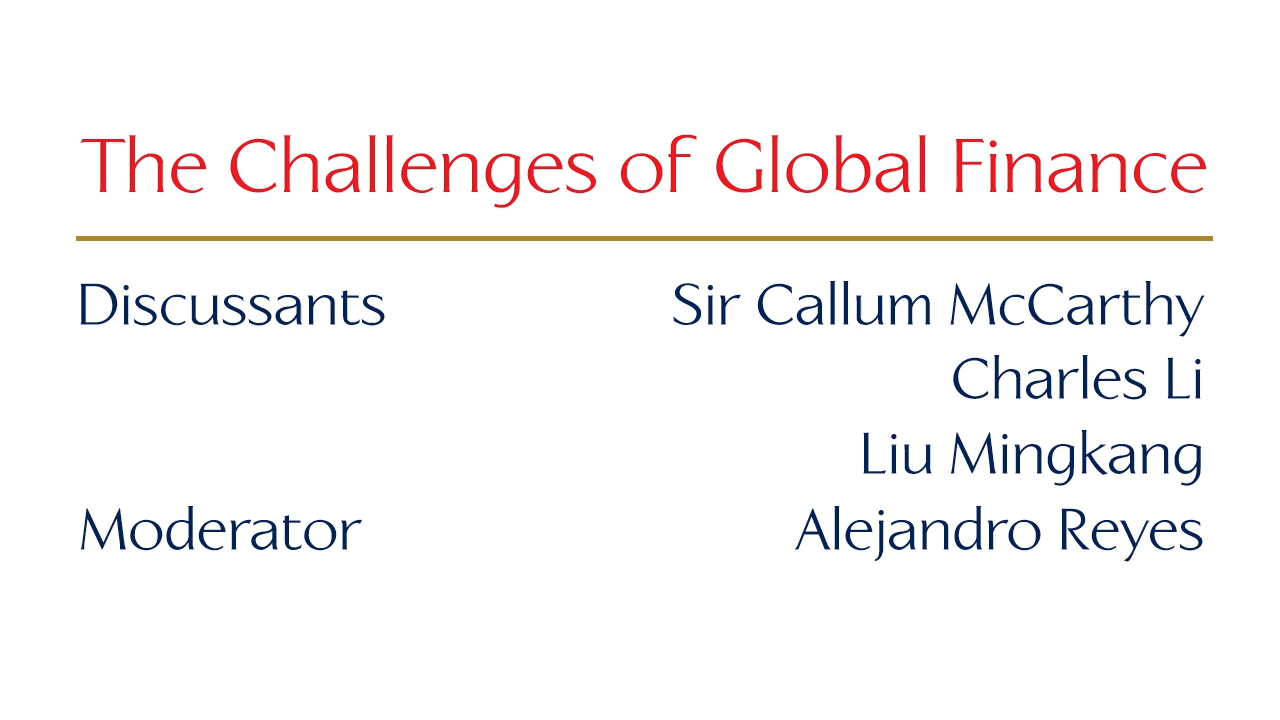 The Challenges of Global Finance
Discussants Sir Callum McCarthy
Charles Li
Liu Mingkang
Moderator Alejandro Reyes